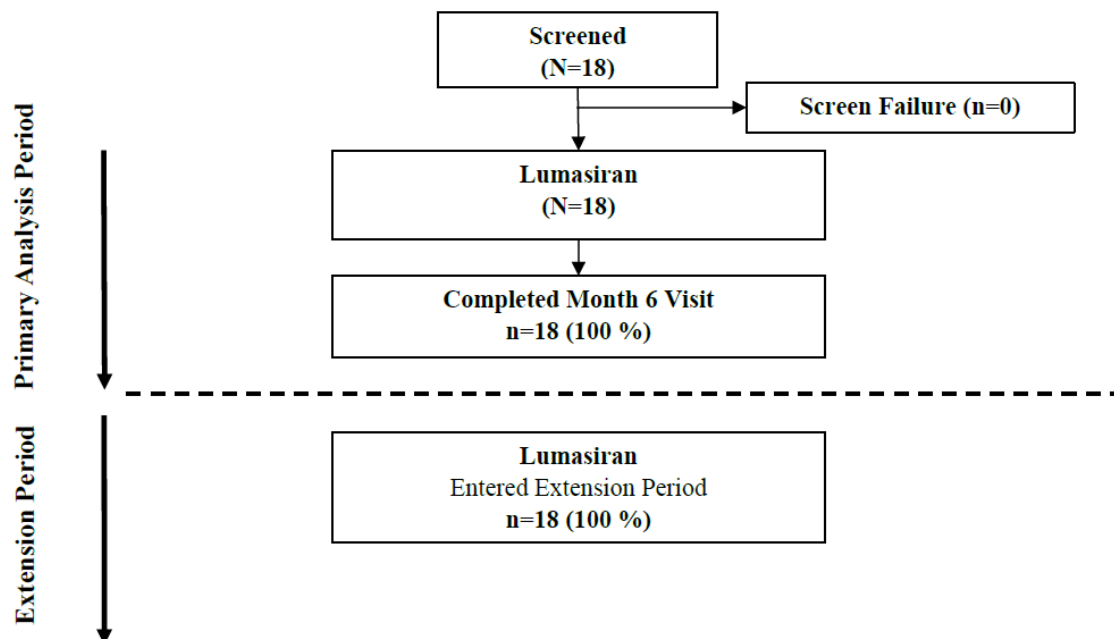 Screened
(N=18)
Screen Failure (n=0)
Primary Analysis Period
Lumasiran
(N=18)
Completed Month 6 Visit
n=18 (100 %)
Extension Period
Lumasiran
Entered Extension Period
n=18 (100 %)